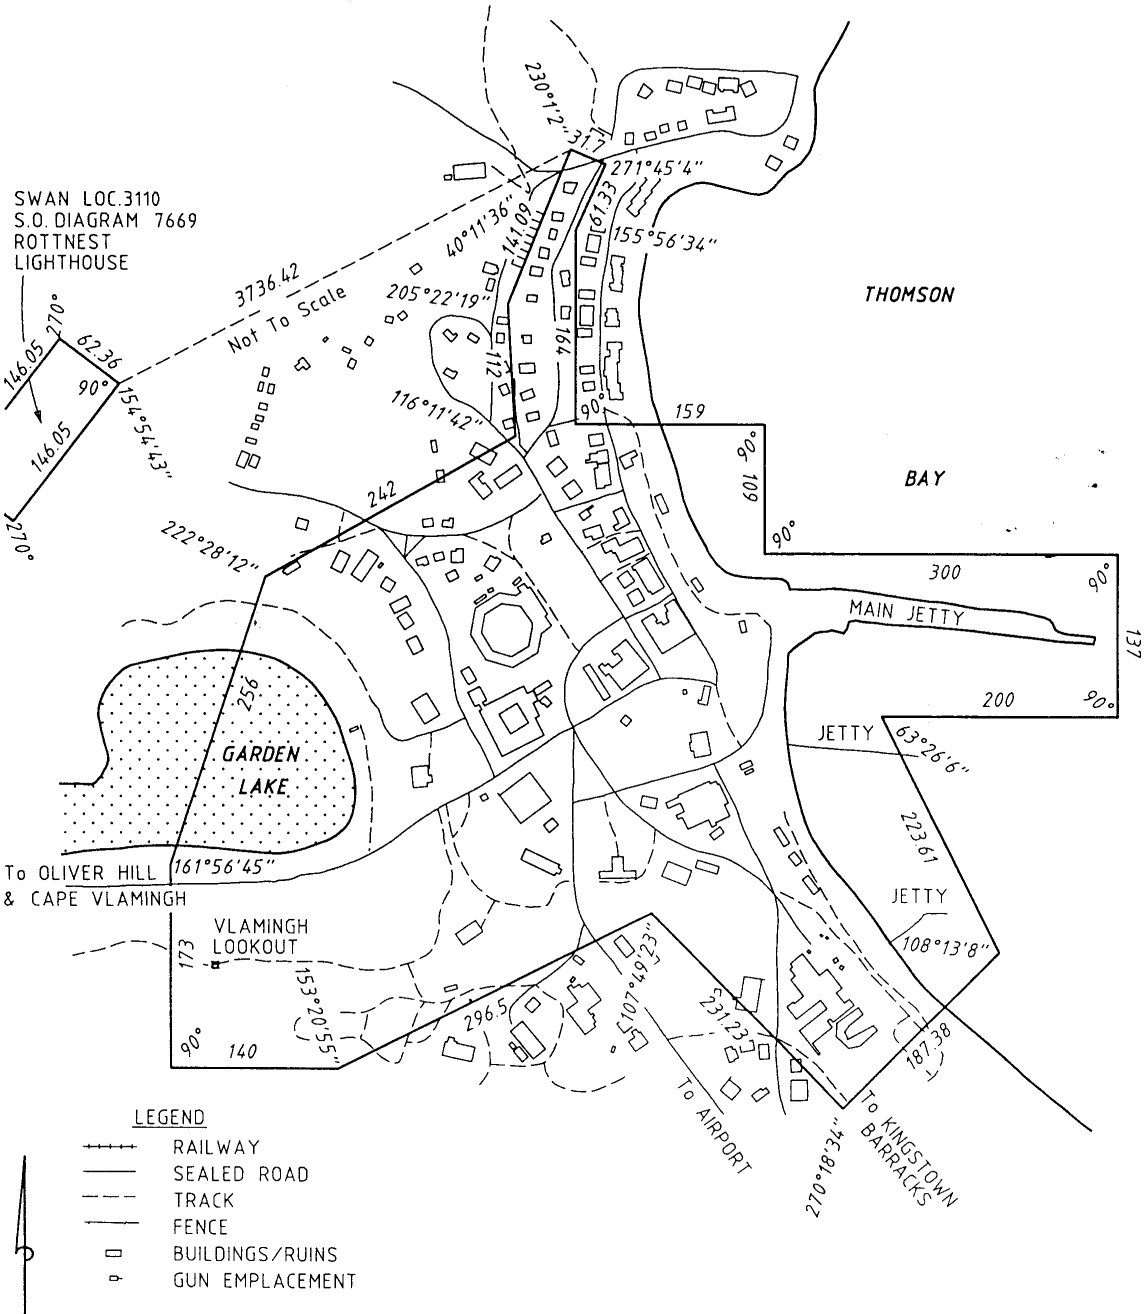 230°1'2"
31.7
271°45'4"
SWAN LOC.3110
S.O. DIAGRAM 7669
ROTTNEST
LIGHTHOUSE
40°11'36"
141.09
61.33
155°56'34"
3736.42
Not To Scale
205°22'19"
THOMSON
270°
62.36
146.05
90°
154°54'43"
146.05
270°
112
164
116°11'42"
90°
159
90°
109
BAY
242
222°28'12"
90°
300
90°
MAIN JETTY
137
256
200
90°
GARDEN
LAKE
JETTY
63°26'6"
223.61
To OLIVER HILL
161°56'45"
& CAPE VLAMINGH
JETTY
108°13'8"
VLAMINGH
LOOKOUT
173
153°20'55"
107°49'23"
296.5
231.23
90°
140
187.38
To AIRPORT
To KINGSTOWN
BARRACKS
270°18'34"
LEGEND
RAILWAY
SEALED ROAD
TRACK
FENCE
BUILDINGS/RUINS
GUN EMPLACEMENT